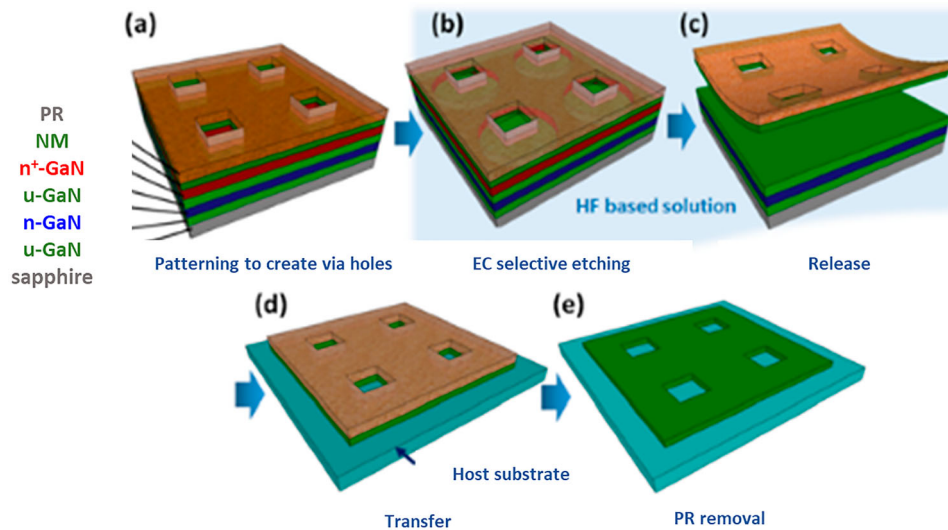 (a)
(b)
(c)
PR
NM
n⁺-GaN
u-GaN
n-GaN
u-GaN
sapphire
HF based solution
Patterning to create via holes
EC selective etching
Release
(d)
(e)
Host substrate
Transfer
PR removal